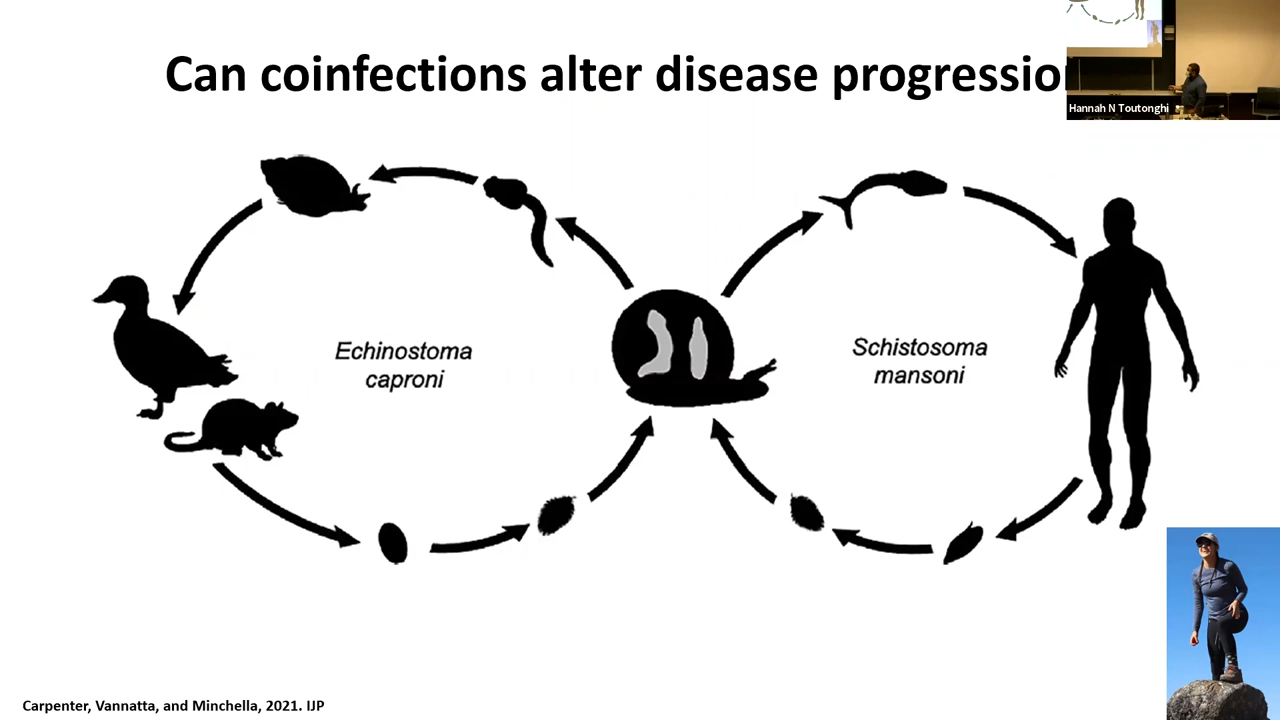 Can coinfections alter disease progression
Hannah N Toutonghi
Echinostoma
caproni
Schistosoma
mansoni
Carpenter, Vannatta, and Minchella, 2021. IJP